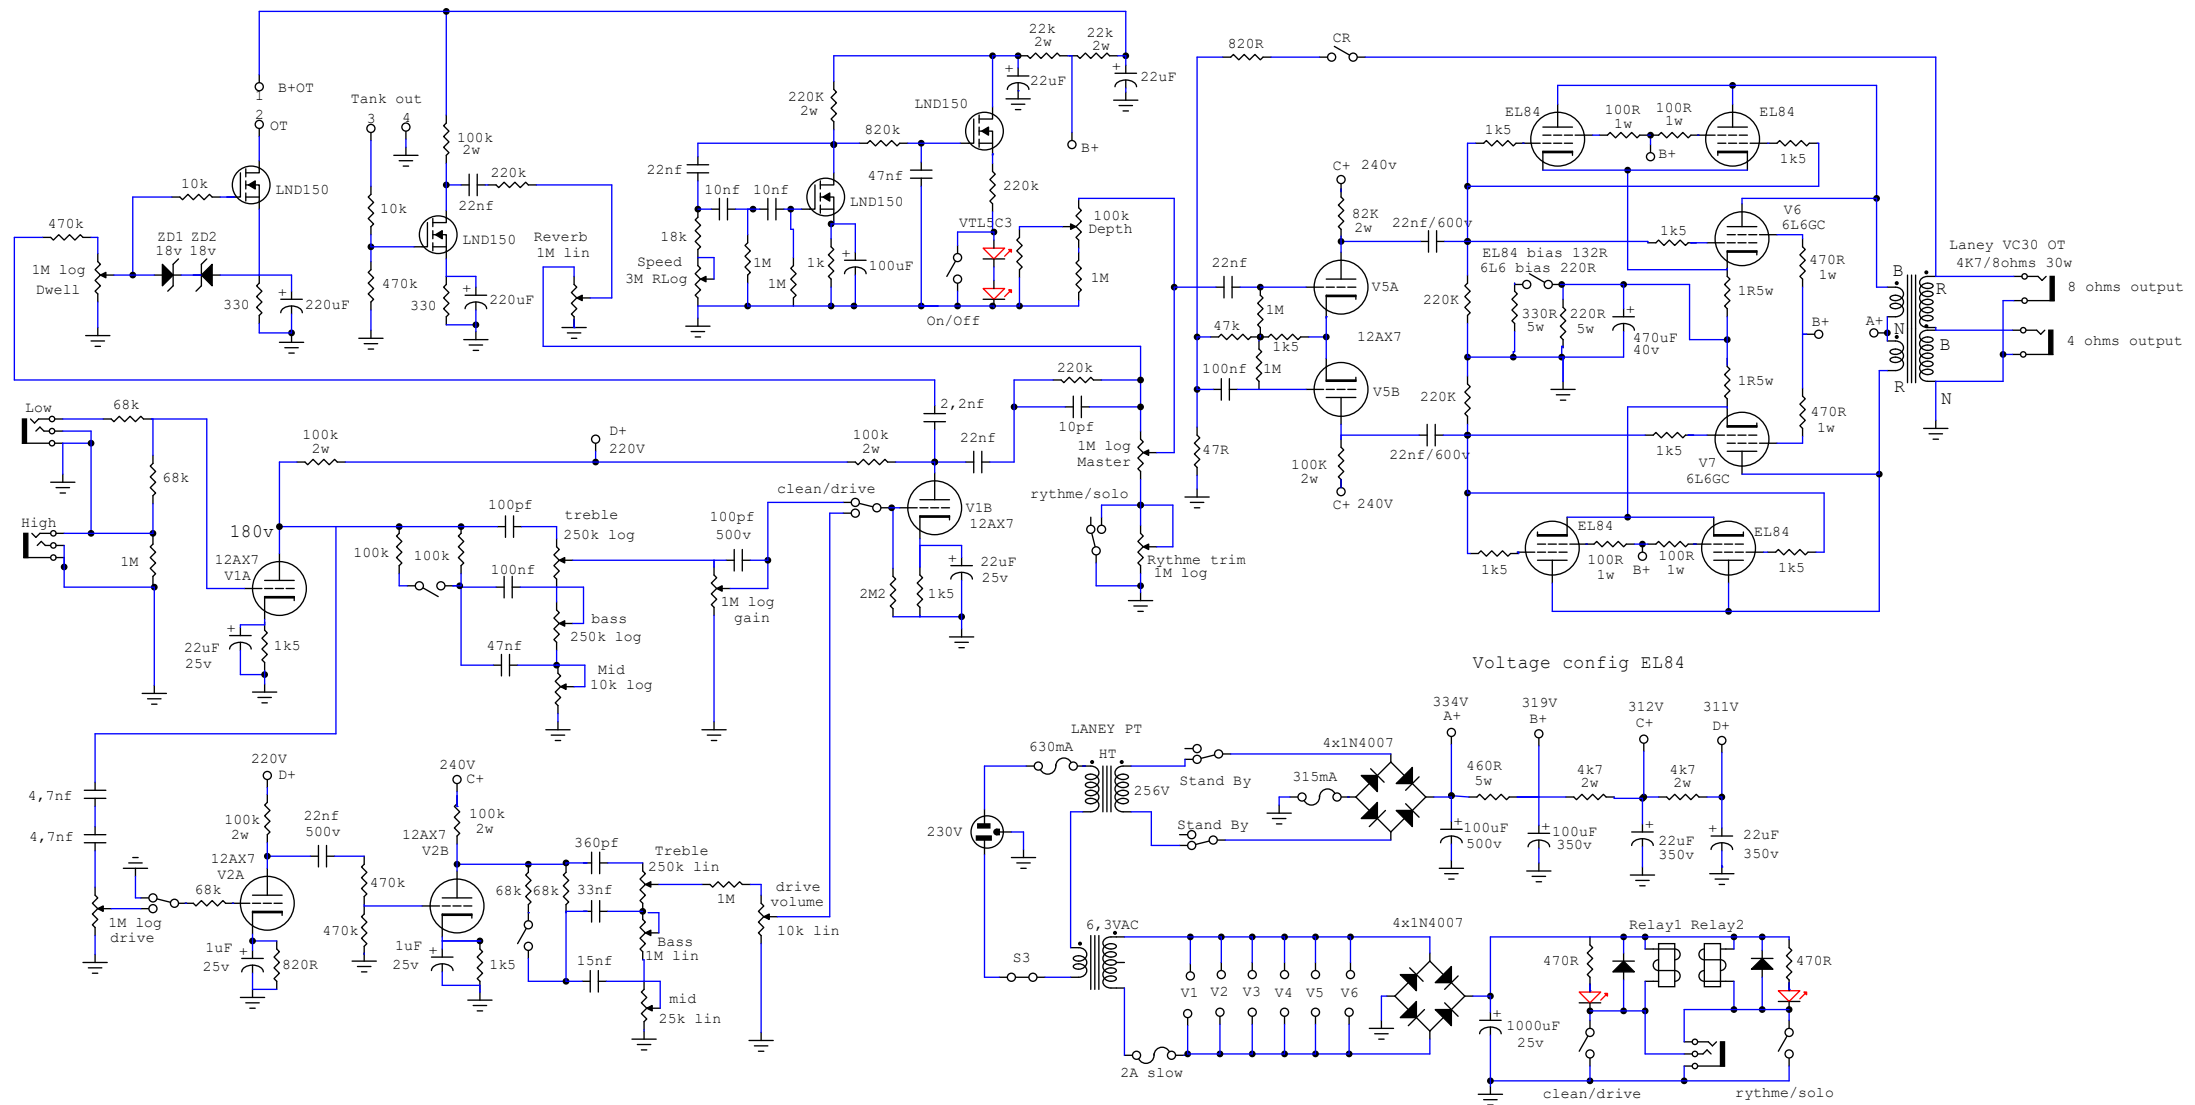 B+OT
1
2
OT
Tank out
3
4
10k
LND150
470k
1M log
Dwell
ZD1
18v
ZD2
18v
330
220uF
10k
470k
100k
2w
22nf
220k
LND150
330
220uF
Reverb
1M lin
22k
2w
22k
2w
22uF
22uF
B+
220K
2w
820k
LND150
47nf
220k
22nf
10nf
10nf
LND150
18k
Speed
3M RLog
1M
1M
1k
100uF
VTL5C3
On/Off
100k
Depth
1M
820R
CR
C+ 240v
82K
2w
22nf/600v
22nf
1M
V5A
47k
1k5
12AX7
100nf
1M
V5B
22nf/600v
47R
100K
2w
C+ 240V
220K
220K
EL84
100R
1w
100R
1w
EL84
1k5
B+
1k5
V6
6L6GC
1k5
EL84 bias 132R
6L6 bias 220R
330R
5w
220R
5w
470uF
40v
1R5w
1R5w
470R
1w
B+
470R
1w
1k5
V7
6L6GC
EL84
100R
1w
100R
1w
EL84
1k5
B+
1k5
Laney VC30 OT
4K7/8ohms 30w
B
R
A+
N
B
R
N
8 ohms output
4 ohms output
Low
68k
68k
High
1M
100k
2w
180v
12AX7
V1A
22uF
25v
1k5
D+
220V
100k
2w
2,2nf
22nf
220k
10pf
1M log
Master
rythme/solo
Rythme trim
1M log
clean/drive
V1B
12AX7
2M2
1k5
22uF
25v
100k
100k
100pf
100nf
47nf
treble
250k log
bass
250k log
Mid
10k log
100pf
500v
1M log
gain
4,7nf
4,7nf
1M log
drive
68k
220V
D+
100k
2w
12AX7
V2A
22nf
500v
1uF
25v
820R
470k
470k
240V
C+
100k
2w
12AX7
V2B
1uF
25v
1k5
68k
68k
360pf
33nf
15nf
Treble
250k lin
Bass
1M lin
mid
25k lin
1M
drive
volume
10k lin
Voltage config EL84
LANEY PT
630mA
HT
256V
230V
Stand By
Stand By
4x1N4007
315mA
334V
A+
460R
5w
319V
B+
4k7
2w
312V
C+
4k7
2w
311V
D+
100uF
500v
100uF
350v
22uF
350v
22uF
350v
S3
6,3VAC
2A slow
V1
V2
V3
V4
V5
V6
4x1N4007
1000uF
25v
470R
Relay1
Relay2
470R
clean/drive
rythme/solo